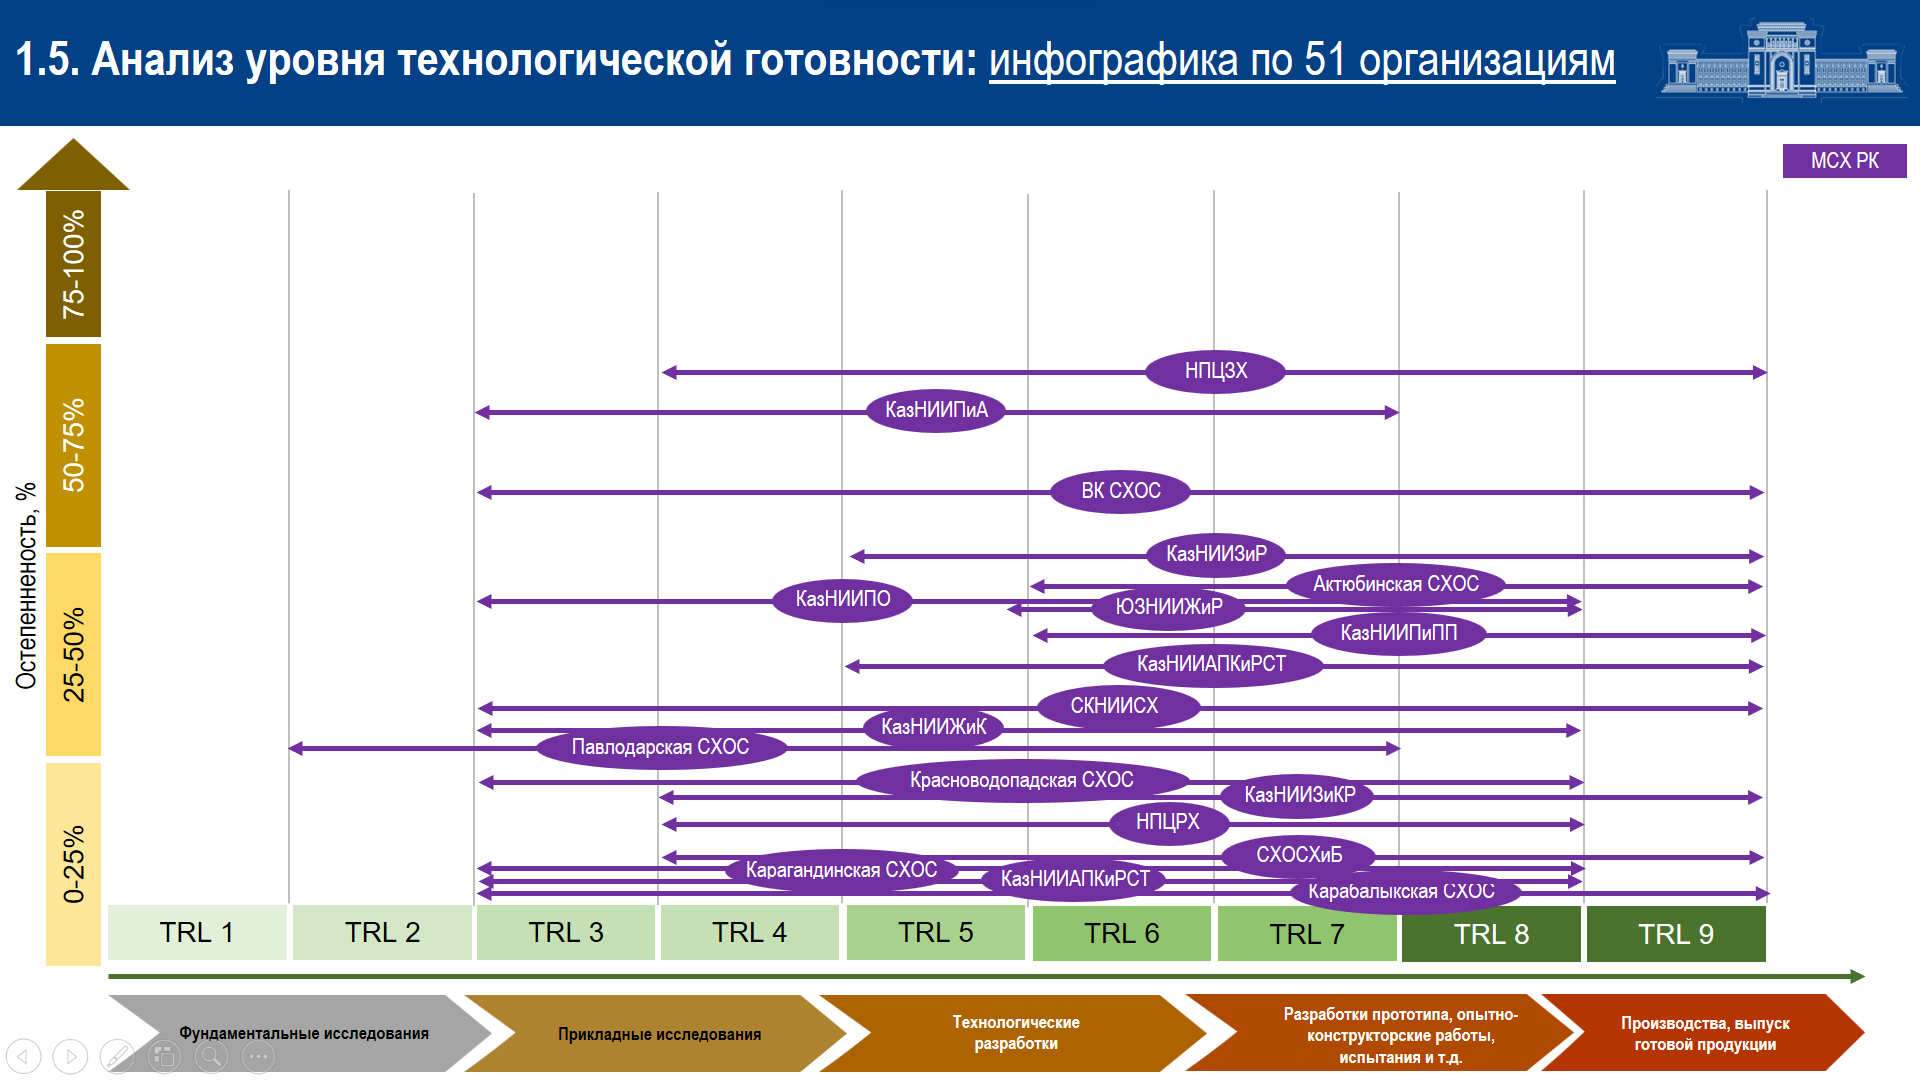 1.5. Анализ уровня технологической готовности: инфографика по 51 организациям
МСХ РК
Остепененность, %
75-100%
50-75%
25-50%
0-25%
НПЦЗХ
КазНИИПиА
ВК СХОС
КазНИИЗиР
Актюбинская СХОС
КазНИИПО
ЮЗНИИЖиР
КазНИИПиПП
КазНИИАПКиРСТ
СКНИИСХ
КазНИИЖиК
Павлодарская СХОС
Красноводопадская СХОС
КазНИИЗиКР
НПЦРХ
СХОСХиБ
Карагандинская СХОС
КазНИИАПКиРСТ
Карабалыкская СХОС
TRL 1
TRL 2
TRL 3
TRL 4
TRL 5
TRL 6
TRL 7
TRL 8
TRL 9
Фундаментальные исследования
Прикладные исследования
Технологические
разработки
Разработки прототипа, опытно-
конструкторские работы,
испытания и т.д.
Производства, выпуск
готовой продукции